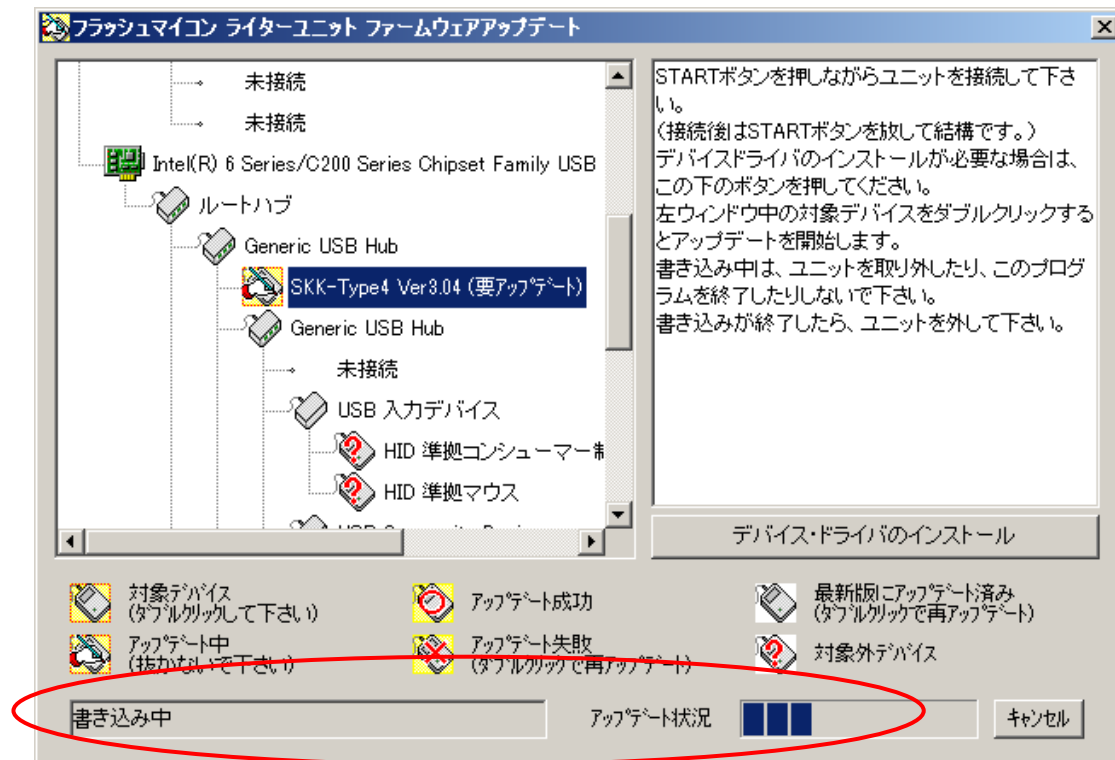 フラッシュマイコン ライターユニット ファームウェアアップデート
未接続
未接続
Intel(R) 6 Series/C200 Series Chipset Family USB
ルートハブ
Generic USB Hub
SKK-Type4 Ver3.04 (要アップデート)
Generic USB Hub
未接続
USB 入力デバイス
HID 準拠コンシューマー制
HID 準拠マウス
STARTボタンを押しながらユニットを接続して下さ
い。
(接続後はSTARTボタンを放して結構です。)
デバイスドライバのインストールが必要な場合は、
この下のボタンを押してください。
左ウィンドウ中の対象デバイスをダブルクリックする
とアップデートを開始します。
書き込み中は、ユニットを取り外したり、このプログ
ラムを終了したりしないで下さい。
書き込みが終了したら、ユニットを外して下さい。
デバイス・ドライバのインストール
対象デバイス
(ダブルクリックして下さい)
アップデート中
(抜かないで下さい)
アップデート成功
アップデート失敗
(ダブルクリックで再アップデート)
最新版にアップデート済み
(ダブルクリックで再アップデート)
対象外デバイス
書き込み中
アップデート状況
キャンセル